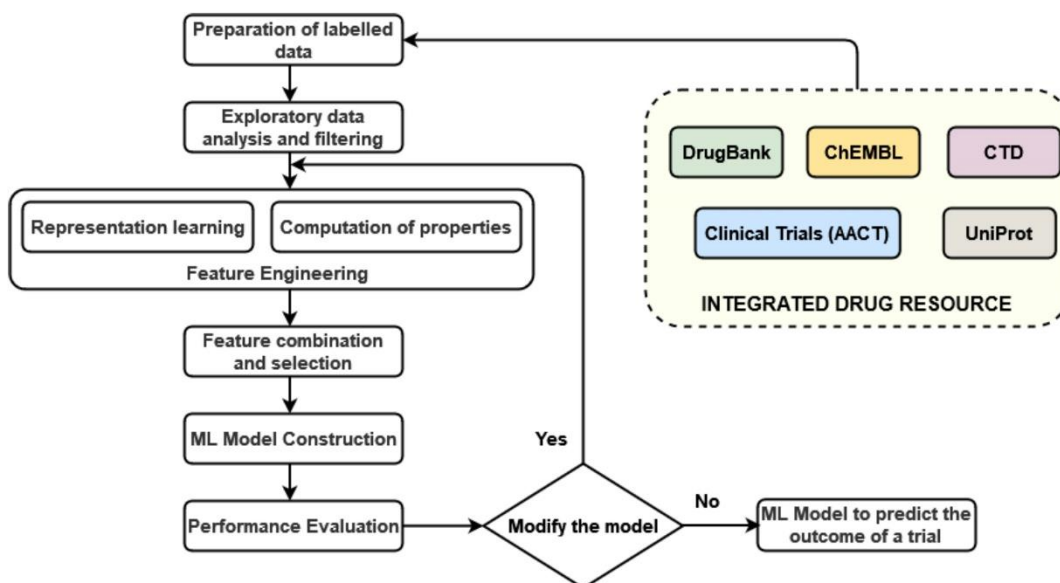 Preparation of labelled
data
Exploratory data
analysis and filtering
DrugBank
ChEMBL
CTD
Representation learning
Computation of properties
Feature Engineering
Clinical Trials (AACT)
UniProt
INTEGRATED DRUG RESOURCE
Feature combination
and selection
ML Model Construction
Yes
Performance Evaluation
Modify the model
No
ML Model to predict the
outcome of a trial